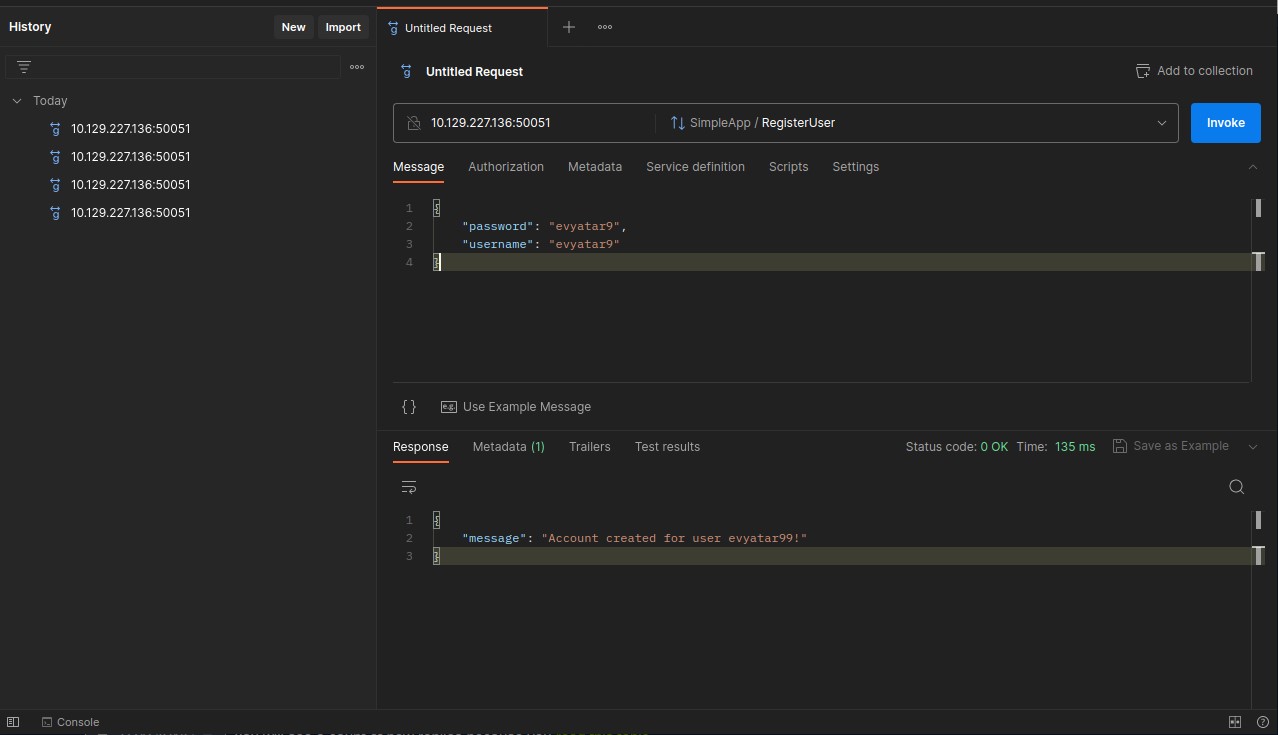 History
New
Import
Untitled Request
Today
10.129.227.136:50051
10.129.227.136:50051
10.129.227.136:50051
10.129.227.136:50051
Untitled Request
Add to collection
10.129.227.136:50051
SimpleApp / RegisterUser
Invoke
Message Authorization Metadata Service definition Scripts Settings
1 {
2 "password": "evyatar9",
3 "username": "evyatar9"
4 }
{} e.g. Use Example Message
Response Metadata (1) Trailers Test results Status code: 0 OK Time: 135 ms Save as Example
1 {
2 "message": "Account created for user evyatar99!"
3 }
Console